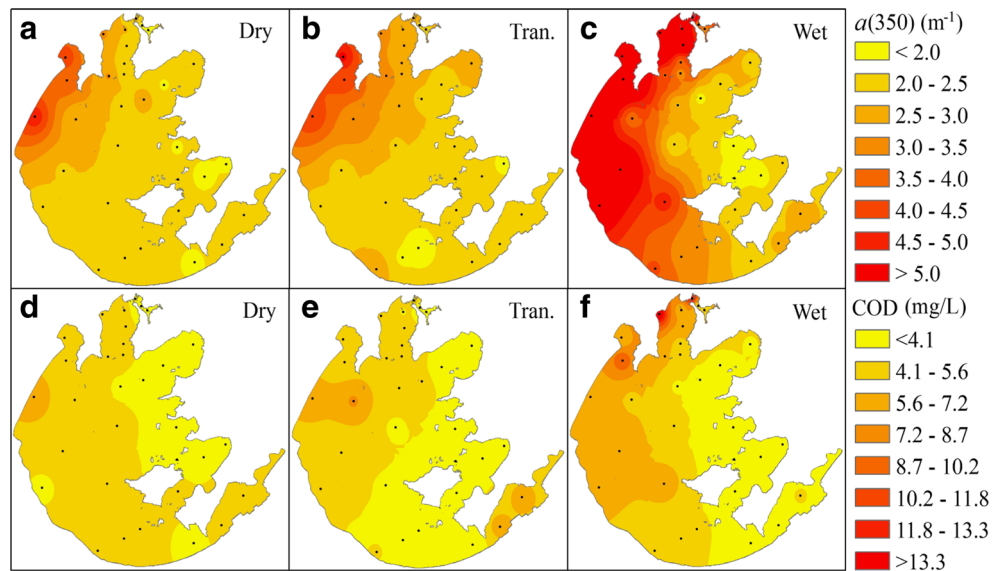 a
Dry
b
Tran.
c
Wet
a(350) (m⁻¹)
< 2.0
2.0 - 2.5
2.5 - 3.0
3.0 - 3.5
3.5 - 4.0
4.0 - 4.5
4.5 - 5.0
> 5.0
d
Dry
e
Tran.
f
Wet
COD (mg/L)
<4.1
4.1 - 5.6
5.6 - 7.2
7.2 - 8.7
8.7 - 10.2
10.2 - 11.8
11.8 - 13.3
>13.3